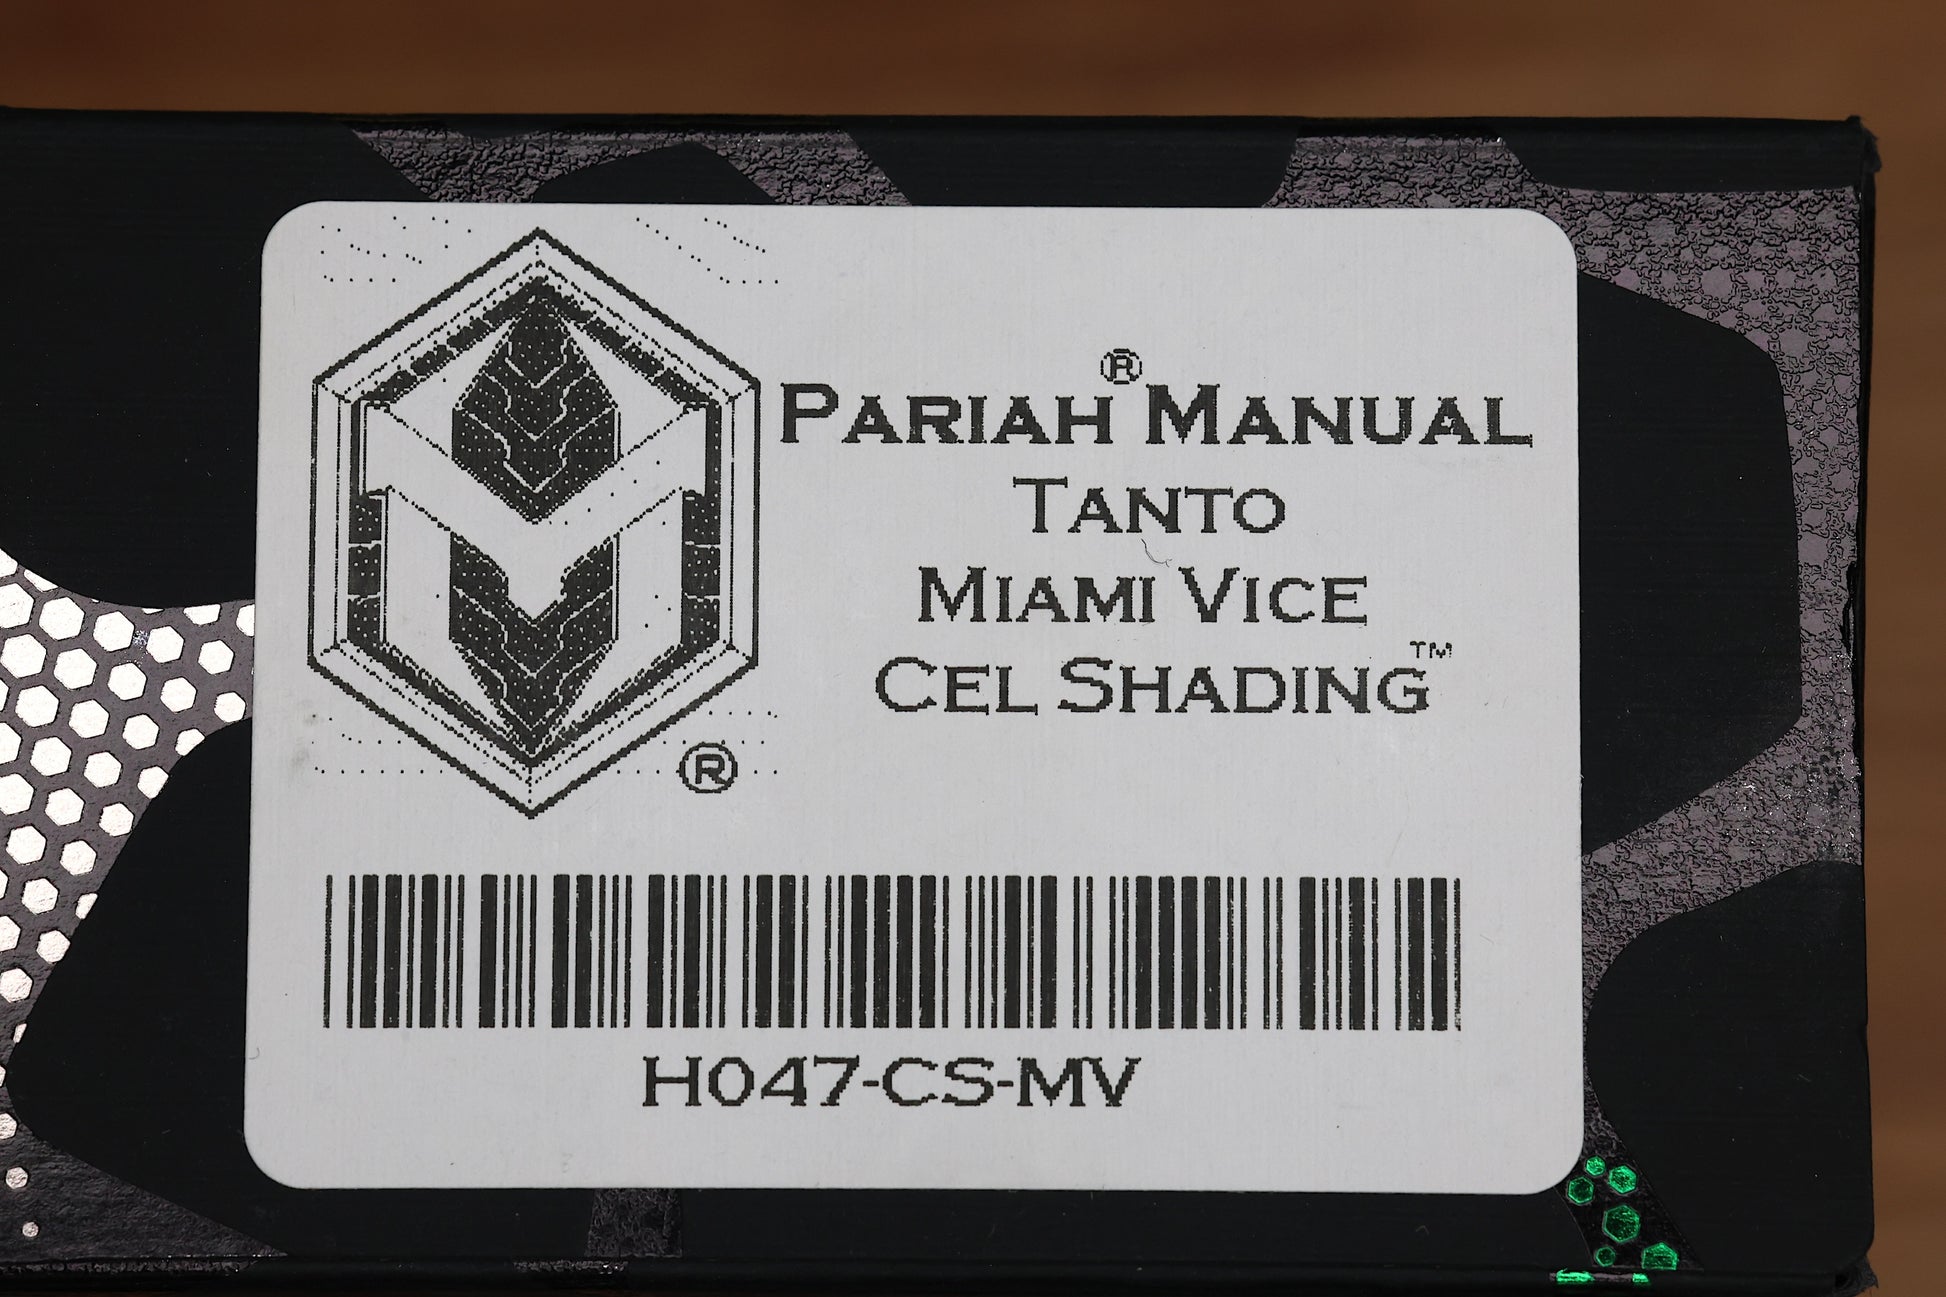 PARIAH® MANUAL
TANTO
MIAMI VICE
CEL SHADING™
®
H047-CS-MV